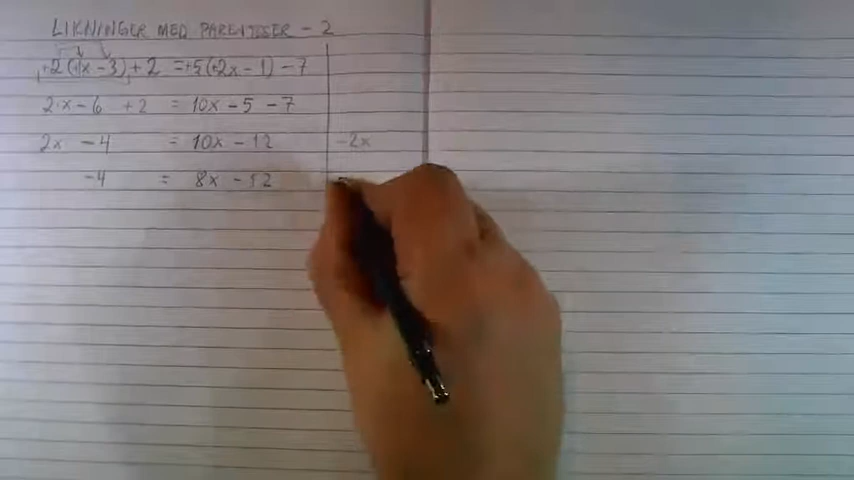 LIKNINGER MED PARENTESER - 2
+2(+1x - 3) + 2 = +5(+2x - 1) - 7
2·x - 6 + 2 = 10x - 5 - 7
2x - 4 = 10x - 12 -2x
-4 = 8x - 12